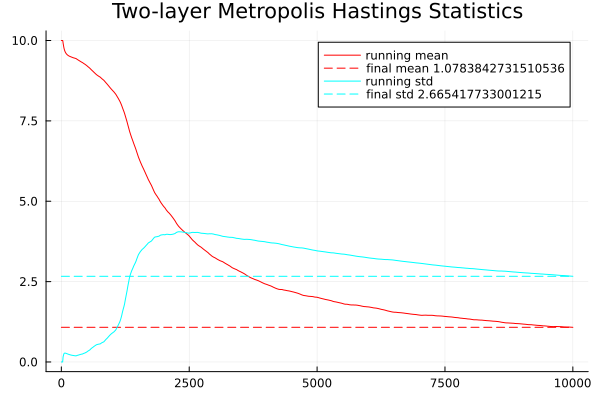 Two-layer Metropolis Hastings Statistics
10.0
7.5
5.0
2.5
0.0
running mean
final mean 1.0783842731510536
running std
final std 2.665417733001215
0 2500 5000 7500 10000